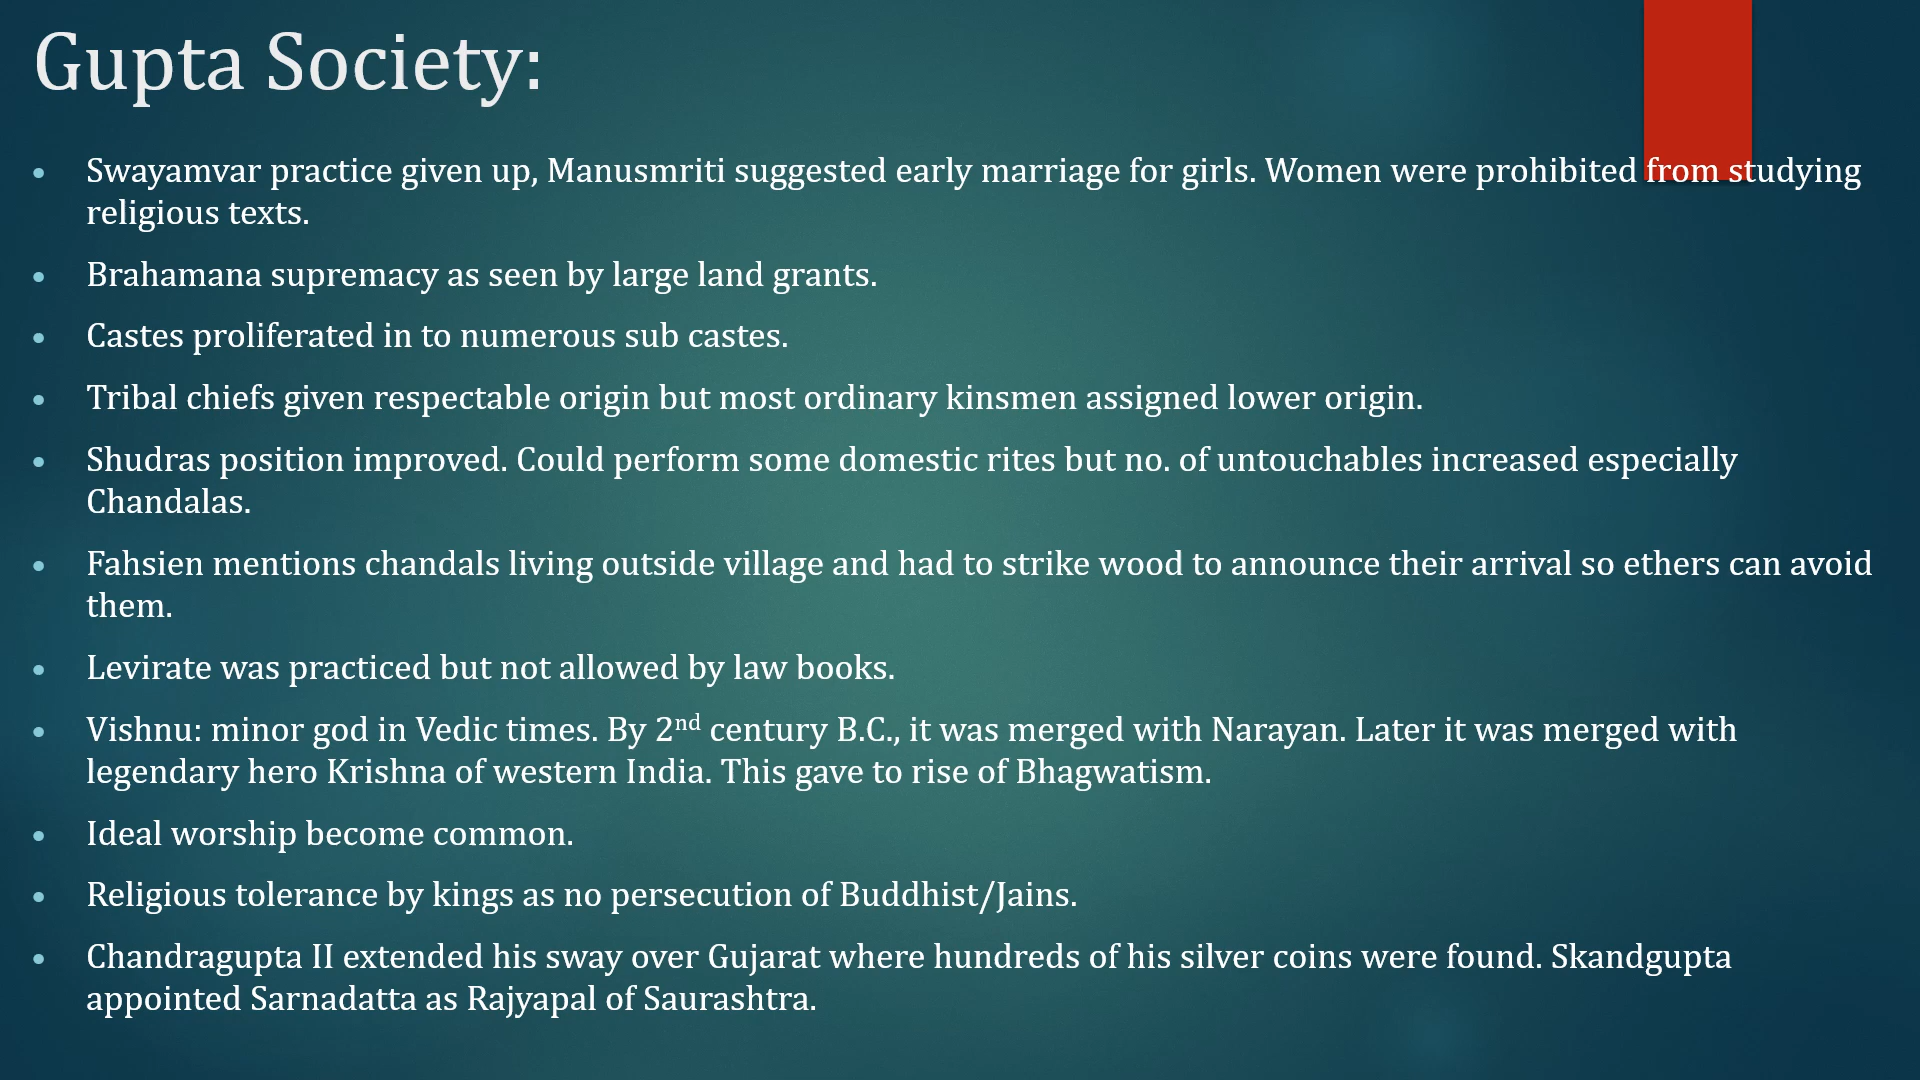 Gupta Society:
• Swayamvar practice given up, Manusmriti suggested early marriage for girls. Women were prohibited from studying
religious texts.
• Brahamana supremacy as seen by large land grants.
• Castes proliferated in to numerous sub castes.
• Tribal chiefs given respectable origin but most ordinary kinsmen assigned lower origin.
• Shudras position improved. Could perform some domestic rites but no. of untouchables increased especially
Chandalas.
• Fahsien mentions chandals living outside village and had to strike wood to announce their arrival so ethers can avoid
them.
• Levirate was practiced but not allowed by law books.
• Vishnu: minor god in Vedic times. By 2nd century B.C., it was merged with Narayan. Later it was merged with
legendary hero Krishna of western India. This gave to rise of Bhagwatism.
• Ideal worship become common.
• Religious tolerance by kings as no persecution of Buddhist/Jains.
• Chandragupta II extended his sway over Gujarat where hundreds of his silver coins were found. Skandgupta
appointed Sarnadatta as Rajyapal of Saurashtra.